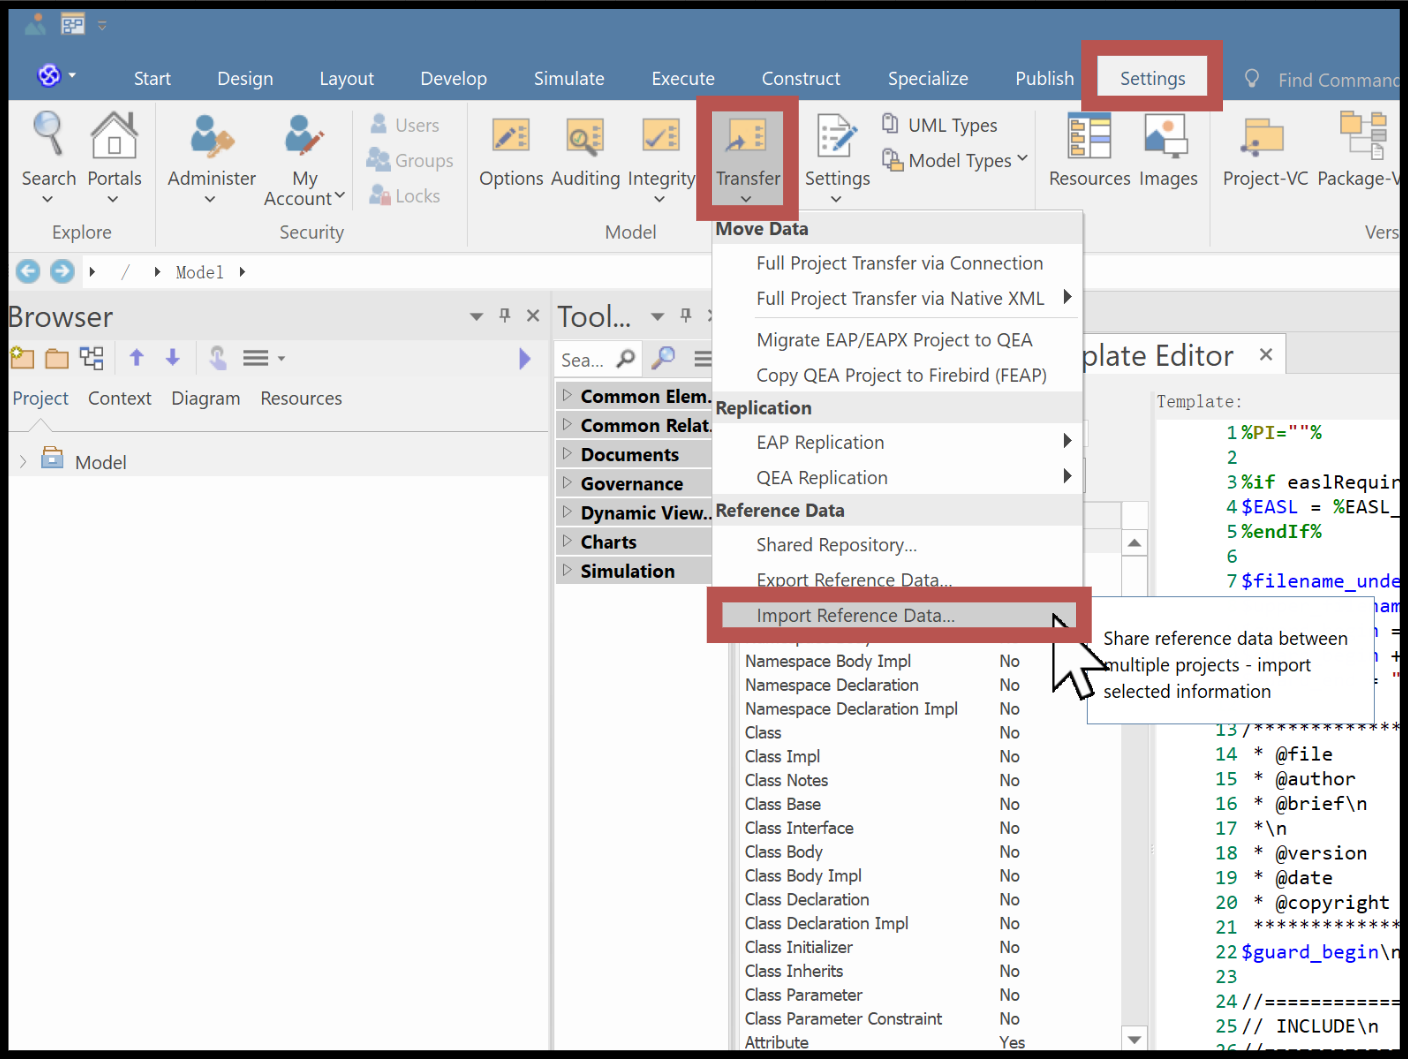 Start Design Layout Develop Simulate Execute Construct Specialize Publish Settings Find Command
Search Portals Administer My Account Users Groups Locks
Options Auditing Integrity Transfer Settings UML Types Model Types Resources Images Project-VC Package-V
Explore Security Model Vers
/ Model
Browser
Project Context Diagram Resources
Model
Tool...
Sea...
Common Elem.
Common Relat.
Documents
Governance
Dynamic View..
Charts
Simulation
Move Data
Full Project Transfer via Connection
Full Project Transfer via Native XML
Migrate EAP/EAPX Project to QEA
Copy QEA Project to Firebird (FEAP)
Replication
EAP Replication
QEA Replication
Reference Data
Shared Repository...
Export Reference Data...
Import Reference Data...
Share reference data between
multiple projects - import
selected information
Namespace Body Impl No
Namespace Declaration No
Namespace Declaration Impl No
Class No
Class Impl No
Class Notes No
Class Base No
Class Interface No
Class Body No
Class Body Impl No
Class Declaration No
Class Declaration Impl No
Class Initializer No
Class Inherits No
Class Parameter No
Class Parameter Constraint No
Attribute Yes
plate Editor
Template:
1 %PI=""%
2
3 %if easlRequir
4 $EASL = %EASL_
5 %endIf%
6
7 $filename_unde
13 /*************
14 * @file
15 * @author
16 * @brief\n
17 *\n
18 * @version
19 * @date
20 * @copyright
21 *************
22 $guard_begin\n
23
24 //============
25 // INCLUDE\n
26 //============